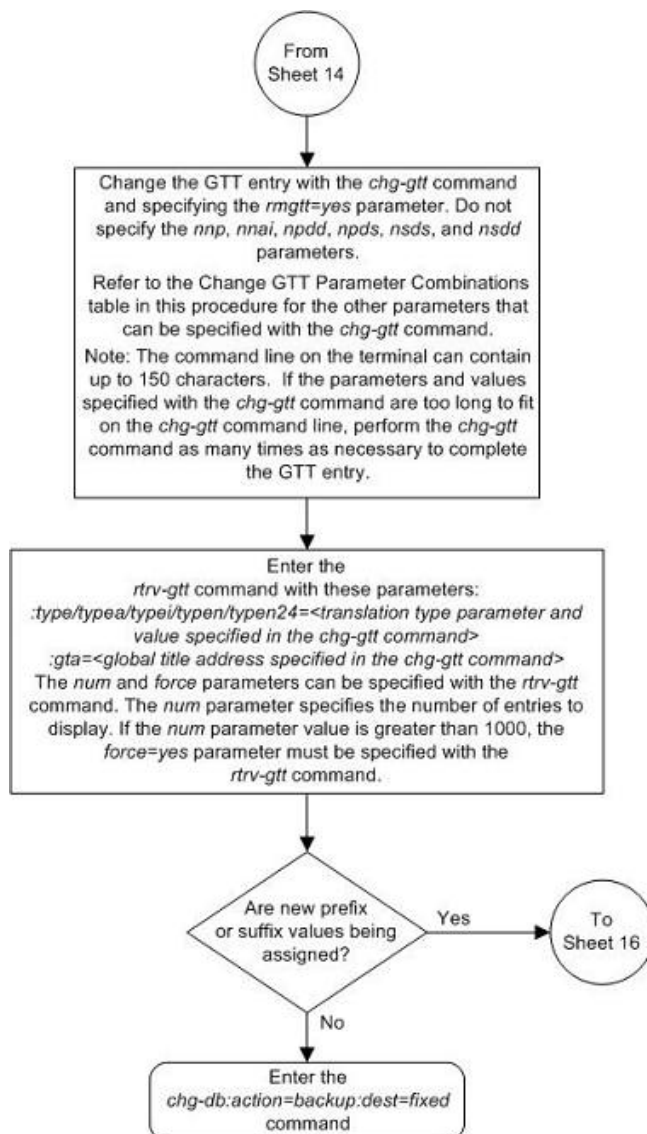 From
Sheet 14
Change the GTT entry with the chg-gtt command
and specifying the rmgtt=yes parameter. Do not
specify the nnp, nnai, npdd, npds, nsds, and nsdd
parameters.
Refer to the Change GTT Parameter Combinations
table in this procedure for the other parameters that
can be specified with the chg-gtt command.
Note: The command line on the terminal can contain
up to 150 characters. If the parameters and values
specified with the chg-gtt command are too long to fit
on the chg-gtt command line, perform the chg-gtt
command as many times as necessary to complete
the GTT entry.
Enter the
rtrv-gtt command with these parameters:
:type/typea/typei/typen/typen24=<translation type parameter and
value specified in the chg-gtt command>
:gta=<global title address specified in the chg-gtt command>
The num and force parameters can be specified with the rtrv-gtt
command. The num parameter specifies the number of entries to
display. If the num parameter value is greater than 1000, the
force=yes parameter must be specified with the
rtrv-gtt command.
Are new prefix
or suffix values being
assigned?
Yes
To
Sheet 16
No
Enter the
chg-db:action=backup:dest=fixed
command